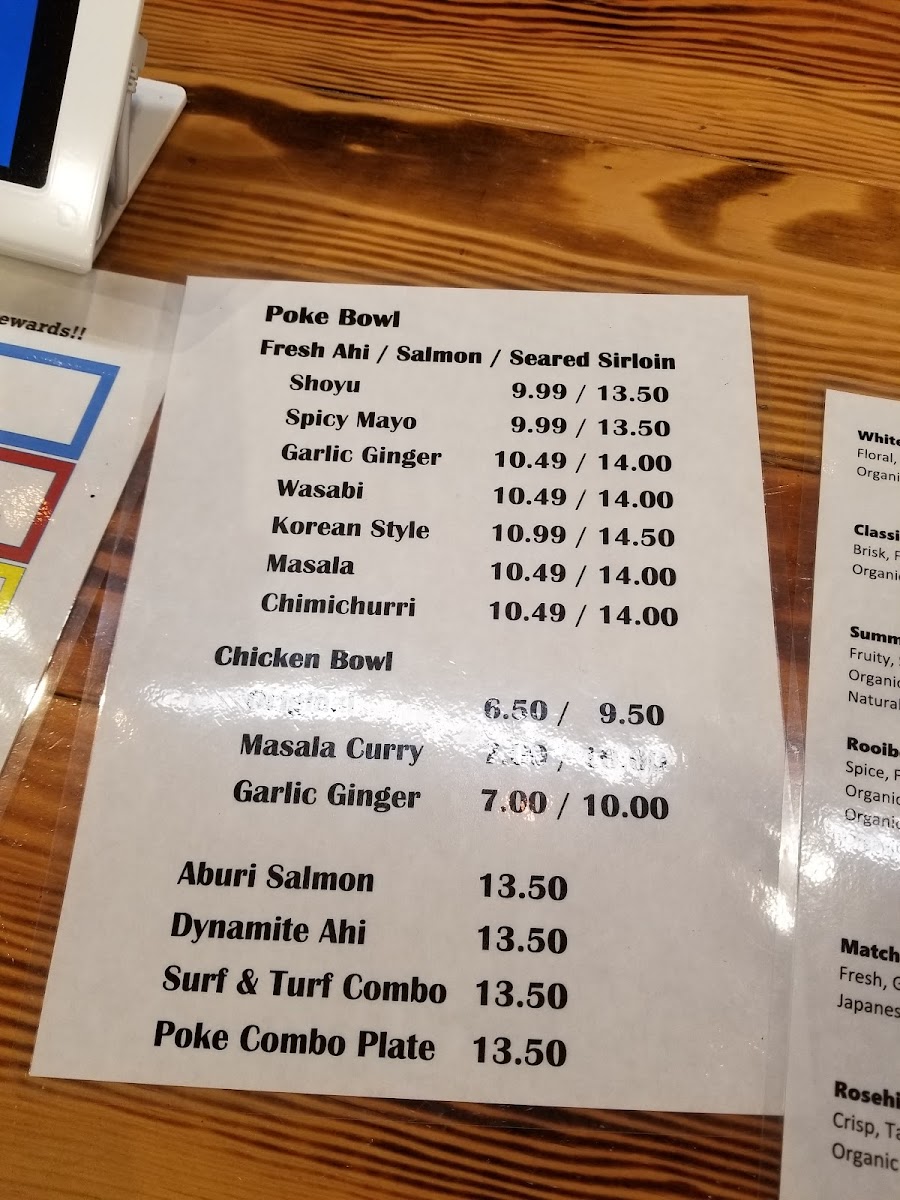 ewards!!
Poke Bowl
Fresh Ahi / Salmon / Seared Sirloin
Shoyu 9.99 / 13.50
Spicy Mayo 9.99 / 13.50
Garlic Ginger 10.49 / 14.00
Wasabi 10.49 / 14.00
Korean Style 10.99 / 14.50
Masala 10.49 / 14.00
Chimichurri 10.49 / 14.00
Chicken Bowl
6.50 / 9.50
Masala Curry
Garlic Ginger 7.00 / 10.00
Aburi Salmon 13.50
Dynamite Ahi 13.50
Surf & Turf Combo 13.50
Poke Combo Plate 13.50
White
Floral,
Organi
Classi
Brisk, F
Organi
Summ
Fruity,
Organi
Natural
Rooib
Spice, F
Organic
Organic
Match
Fresh, G
Japanes
Rosehi
Crisp, Ta
Organic